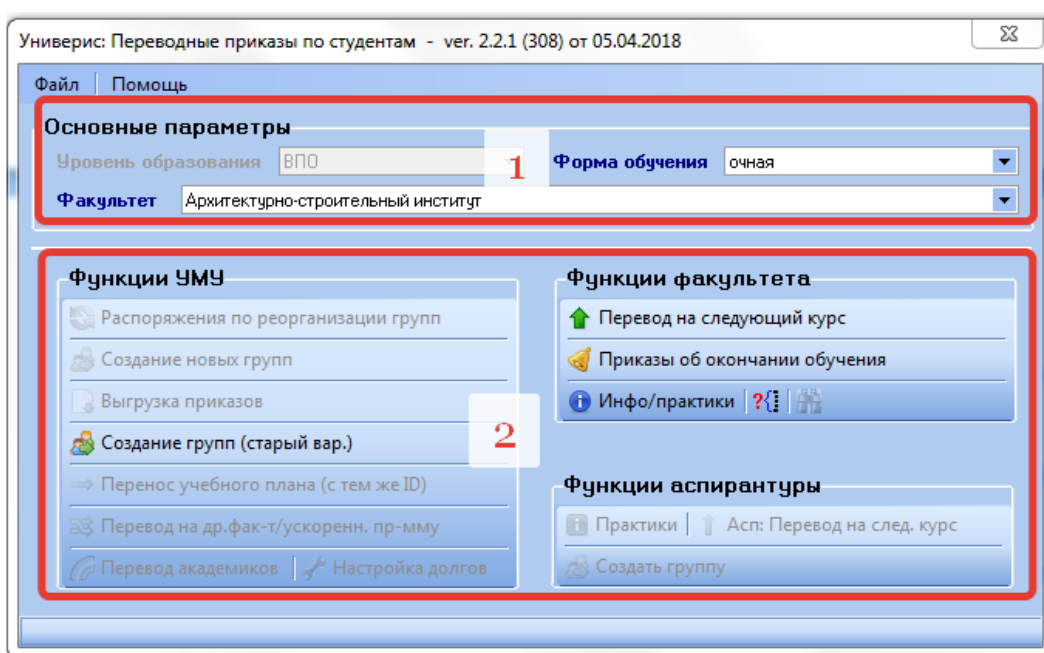 Универис: Переводные приказы по студентам - ver. 2.2.1 (308) от 05.04.2018
Файл Помощь
Основные параметры
Уровень образования ВПО
1
Форма обучения очная
Факультет Архитектурно-строительный институт
Функции УМУ
Распоряжения по реорганизации групп
Создание новых групп
Выгрузка приказов
Создание групп (старый вар.)
Перенос учебного плана (с тем же ID)
Перевод на др.фак-т/ускоренн. пр-мму
Перевод академиков Настройка долгов
2
Функции факультета
Перевод на следующий курс
Приказы об окончании обучения
Инфо/практики ?{
Функции аспирантуры
Практики Асп: Перевод на след. курс
Создать группу